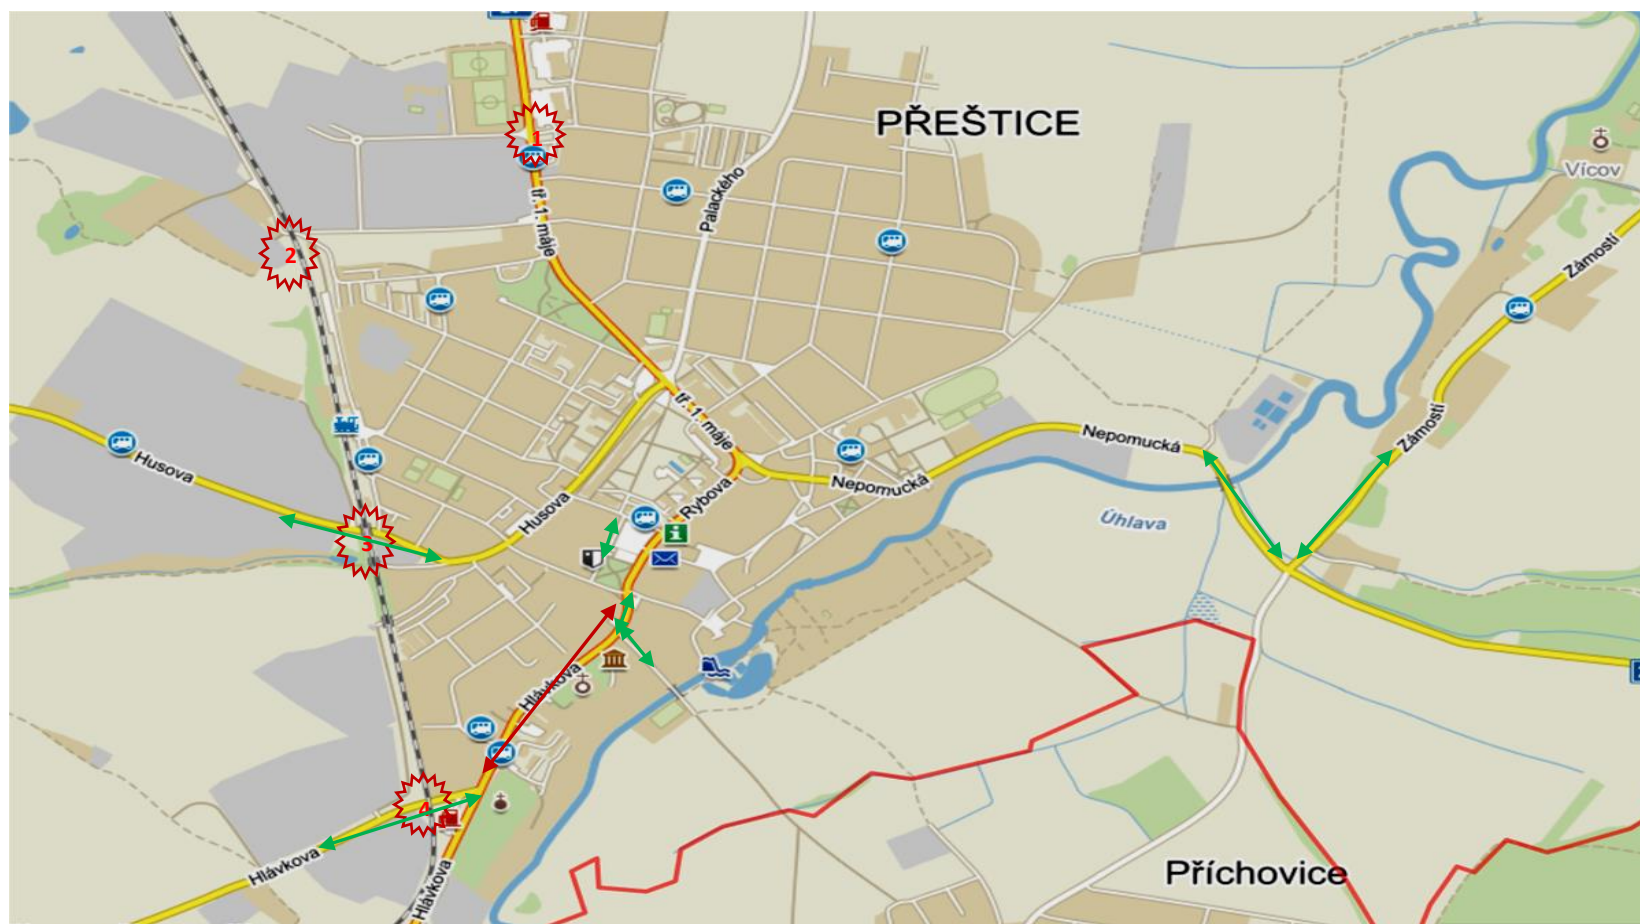 1
PŘEŠTICE
Vícov
tř. 1. máje
Palackého
2
Zámostí
tř. 1. máje
Zámostí
Nepomucká
Husova
Nepomucká
Rybova
Husova
Úhlava
i
3
Hlávkova
4
Hlávkova
Hlávkova
Příchovice